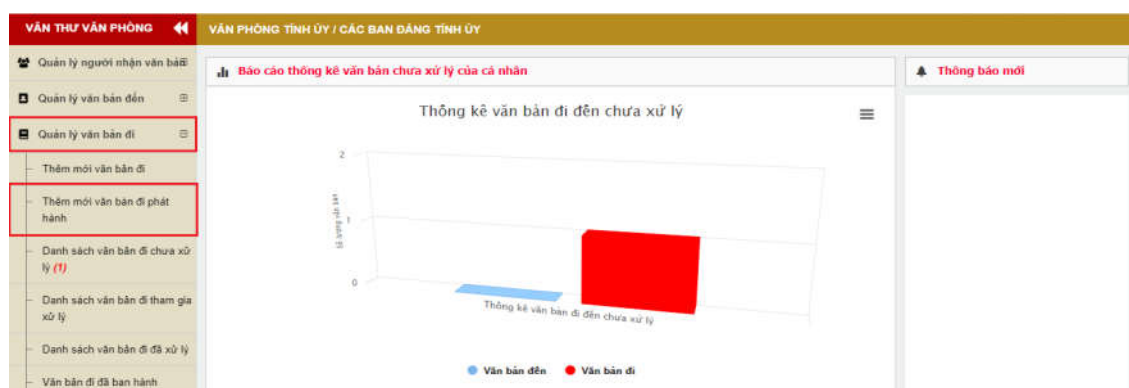 VĂN THƯ VĂN PHÒNG
VĂN PHÒNG TỈNH ỦY / CÁC BAN ĐẢNG TỈNH ỦY
Quản lý người nhận văn bản
Quản lý văn bản đến
Quản lý văn bản đi
Thêm mới văn bản đi
Thêm mới văn bản đi phát
hành
Danh sách văn bản đi chưa xử
lý (1)
Danh sách văn bản đi tham gia
xử lý
Danh sách văn bản đi đã xử lý
Văn bản đi đã ban hành
Báo cáo thống kê văn bản chưa xử lý của cá nhân
Thống kê văn bản đi đến chưa xử lý
2
1
0
Số lượng văn bản
Thống kê văn bản đi đến chưa xử lý
Văn bản đến
Văn bản đi
Thông báo mới